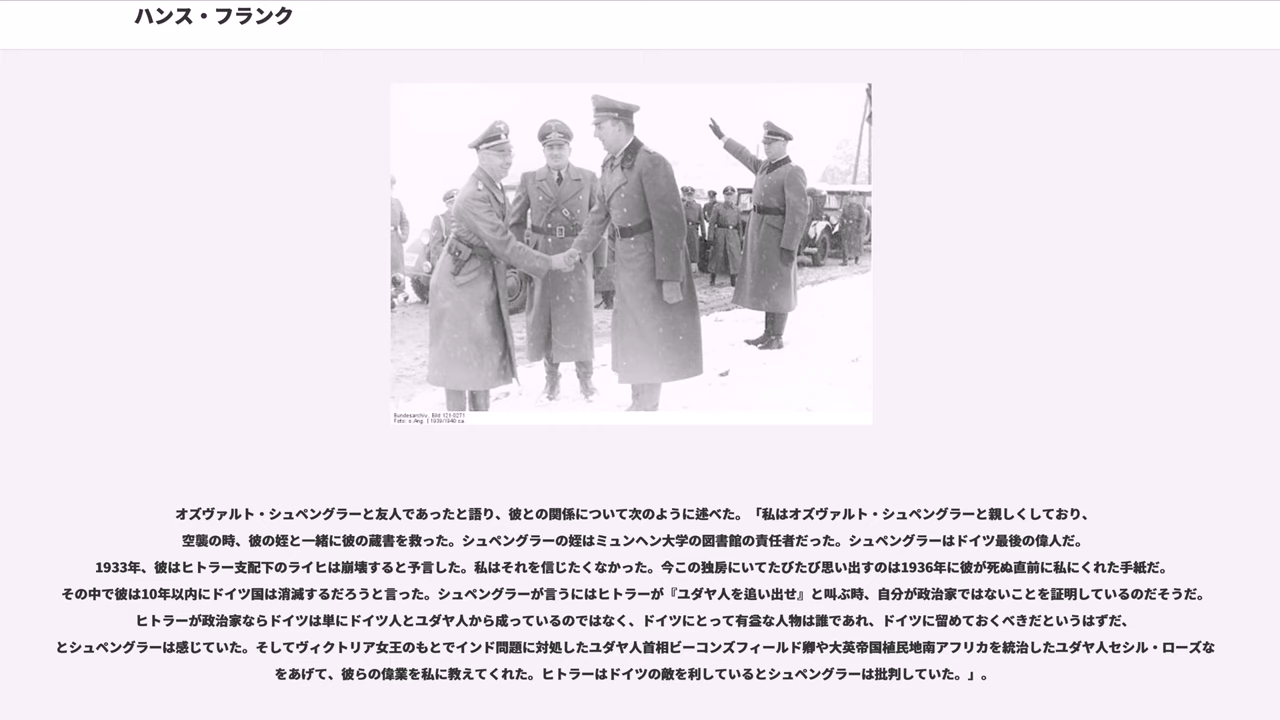 ハンス・フランク
Bundesarchiv, Bild 121-0271
Foto: o.Ang. | 1939/1940 ca.
オズヴァルト・シュペングラーと友人であったと語り、彼との関係について次のように述べた。「私はオズヴァルト・シュペングラーと親しくしており、
空襲の時、彼の姪と一緒に彼の蔵書を救った。シュペングラーの姪はミュンヘン大学の図書館の責任者だった。シュペングラーはドイツ最後の偉人だ。
1933年、彼はヒトラー支配下のライヒは崩壊すると予言した。私はそれを信じたくなかった。今この独房にいてたびたび思い出すのは1936年に彼が死ぬ直前に私にくれた手紙だ。
その中で彼は10年以内にドイツ国は消滅するだろうと言った。シュペングラーが言うにはヒトラーが『ユダヤ人を追い出せ』と叫ぶ時、自分が政治家ではないことを証明しているのだそうだ。
ヒトラーが政治家ならドイツは単にドイツ人とユダヤ人から成っているのではなく、ドイツにとって有益な人物は誰であれ、ドイツに留めておくべきだというはずだ、
とシュペングラーは感じていた。そしてヴィクトリア女王のもとでインド問題に対処したユダヤ人首相ビーコンズフィールド卿や大英帝国植民地南アフリカを統治したユダヤ人セシル・ローズな
をあげて、彼らの偉業を私に教えてくれた。ヒトラーはドイツの敵を利しているとシュペングラーは批判していた。」。